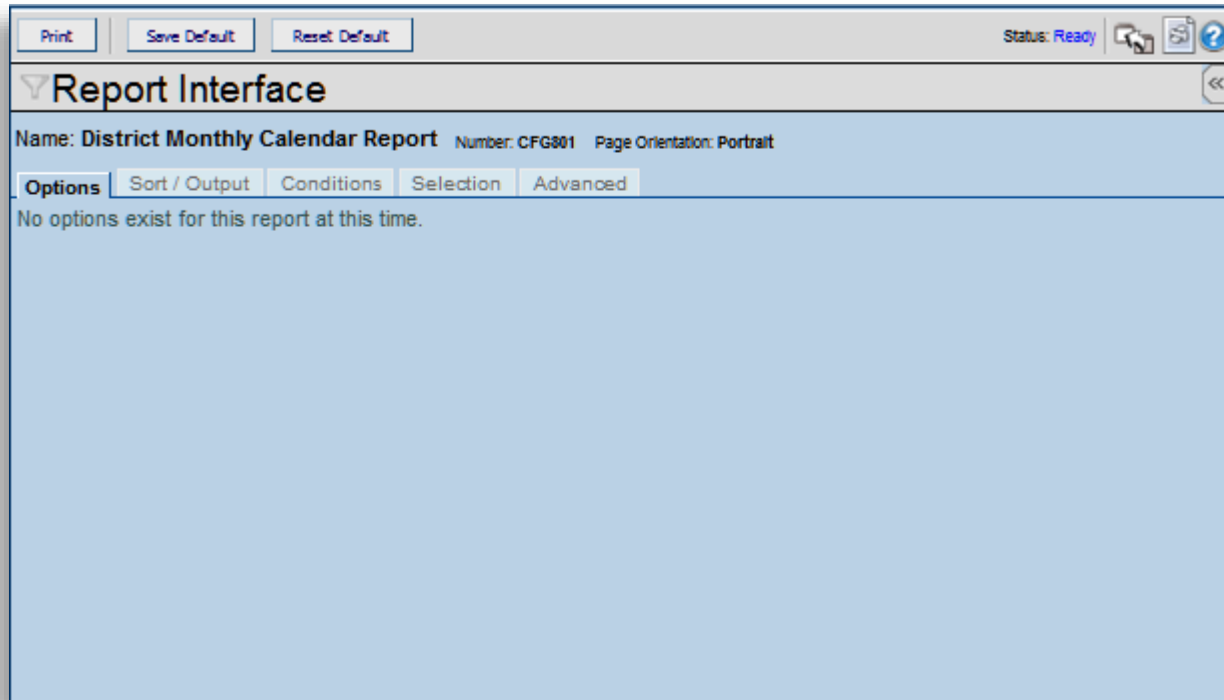 Print Save Default Reset Default Status: Ready ?
Report Interface «
Name: District Monthly Calendar Report Number: CFG801 Page Orientation: Portrait
Options Sort / Output Conditions Selection Advanced
No options exist for this report at this time.